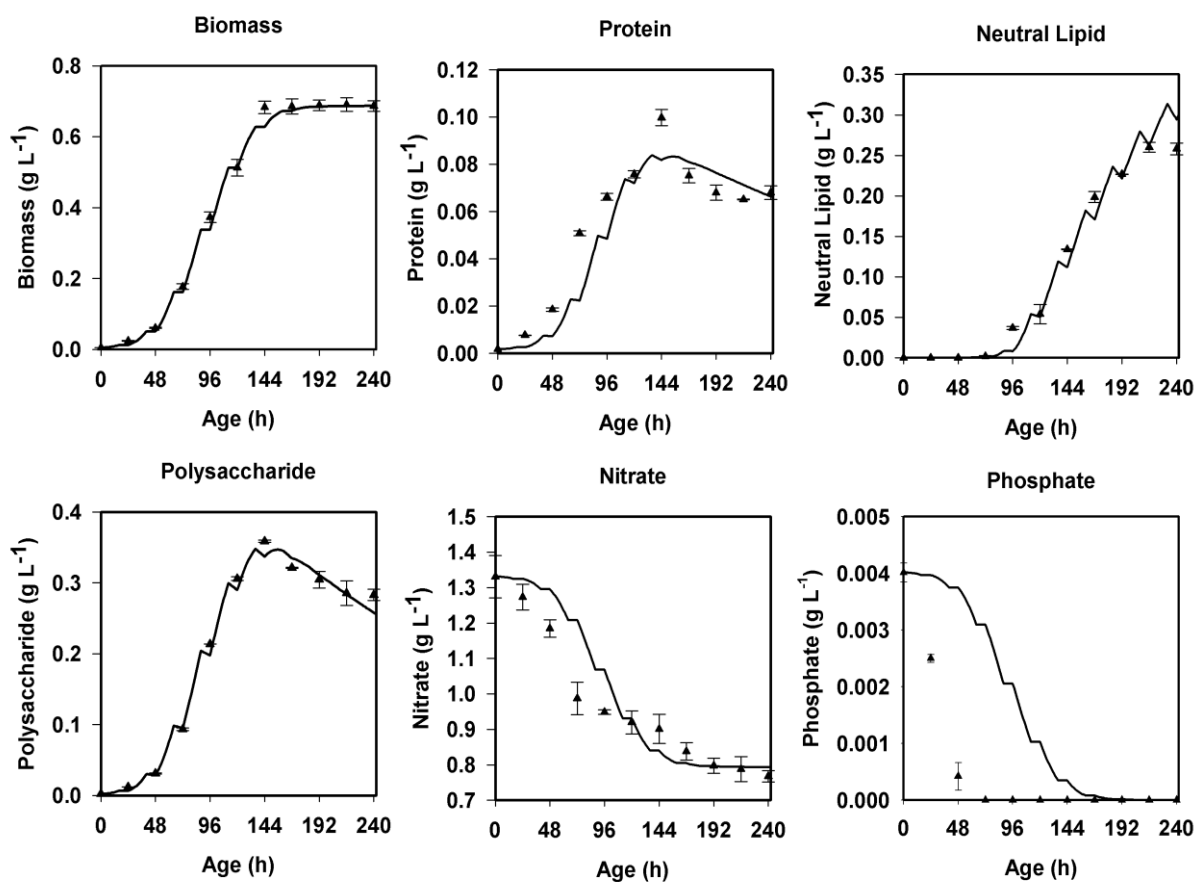 Biomass
Biomass (g L-1)
0.8
0.6
0.4
0.2
0.0
0 48 96 144 192 240
Age (h)
Protein
Protein (g L-1)
0.12
0.10
0.08
0.06
0.04
0.02
0.00
0 48 96 144 192 240
Age (h)
Neutral Lipid
Neutral Lipid (g L-1)
0.35
0.30
0.25
0.20
0.15
0.10
0.05
0.00
0 48 96 144 192 240
Age (h)
Polysaccharide
Polysaccharide (g L-1)
0.4
0.3
0.2
0.1
0.0
0 48 96 144 192 240
Age (h)
Nitrate
Nitrate (g L-1)
1.5
1.4
1.3
1.2
1.1
1.0
0.9
0.8
0.7
0 48 96 144 192 240
Age (h)
Phosphate
Phosphate (g L-1)
0.005
0.004
0.003
0.002
0.001
0.000
0 48 96 144 192 240
Age (h)